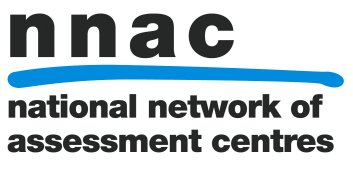 nnac
national network of
assessment centres